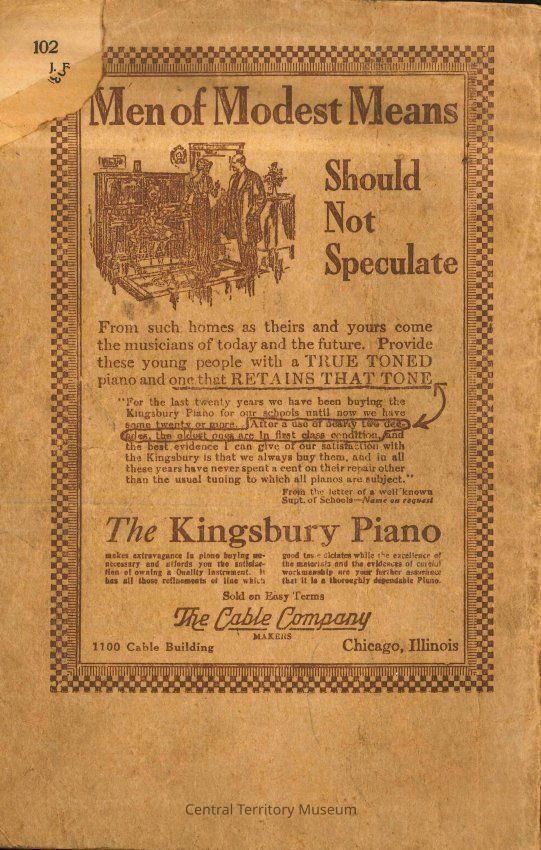 102
Men of Modest Means
Should
Not
Speculate
From such homes as theirs and yours come
the musicians of today and the future. Provide
these young people with a TRUE TONED
piano and one that RETAINS THAT TONE
"For the last twenty years we have been buying the
Kingsbury Piano for our schools until now we have
some twenty or more. After a use of nearly two dec-
ades, the oldest ones are in first class condition, and
the best evidence I can give of our satisfaction with
the Kingsbury is that we always buy them, and in all
these years have never spent a cent on their repair other
than the usual tuning to which all pianos are subject."
From the letter of a well known
Supt. of Schools—Name on request
The Kingsbury Piano
makes extravagance in piano buying un-
necessary and affords you the satisfac-
tion of owning a Quality Instrument. It
has all those refinements of line which
good taste dictates while the excellence of
the materials and the evidences of careful
workmanship are your further assurance
that it is a thoroughly dependable Piano.
Sold on Easy Terms
The Cable Company
MAKERS
1100 Cable Building
Chicago, Illinois
Central Territory Museum